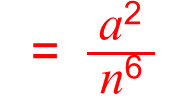 = a²/n⁶